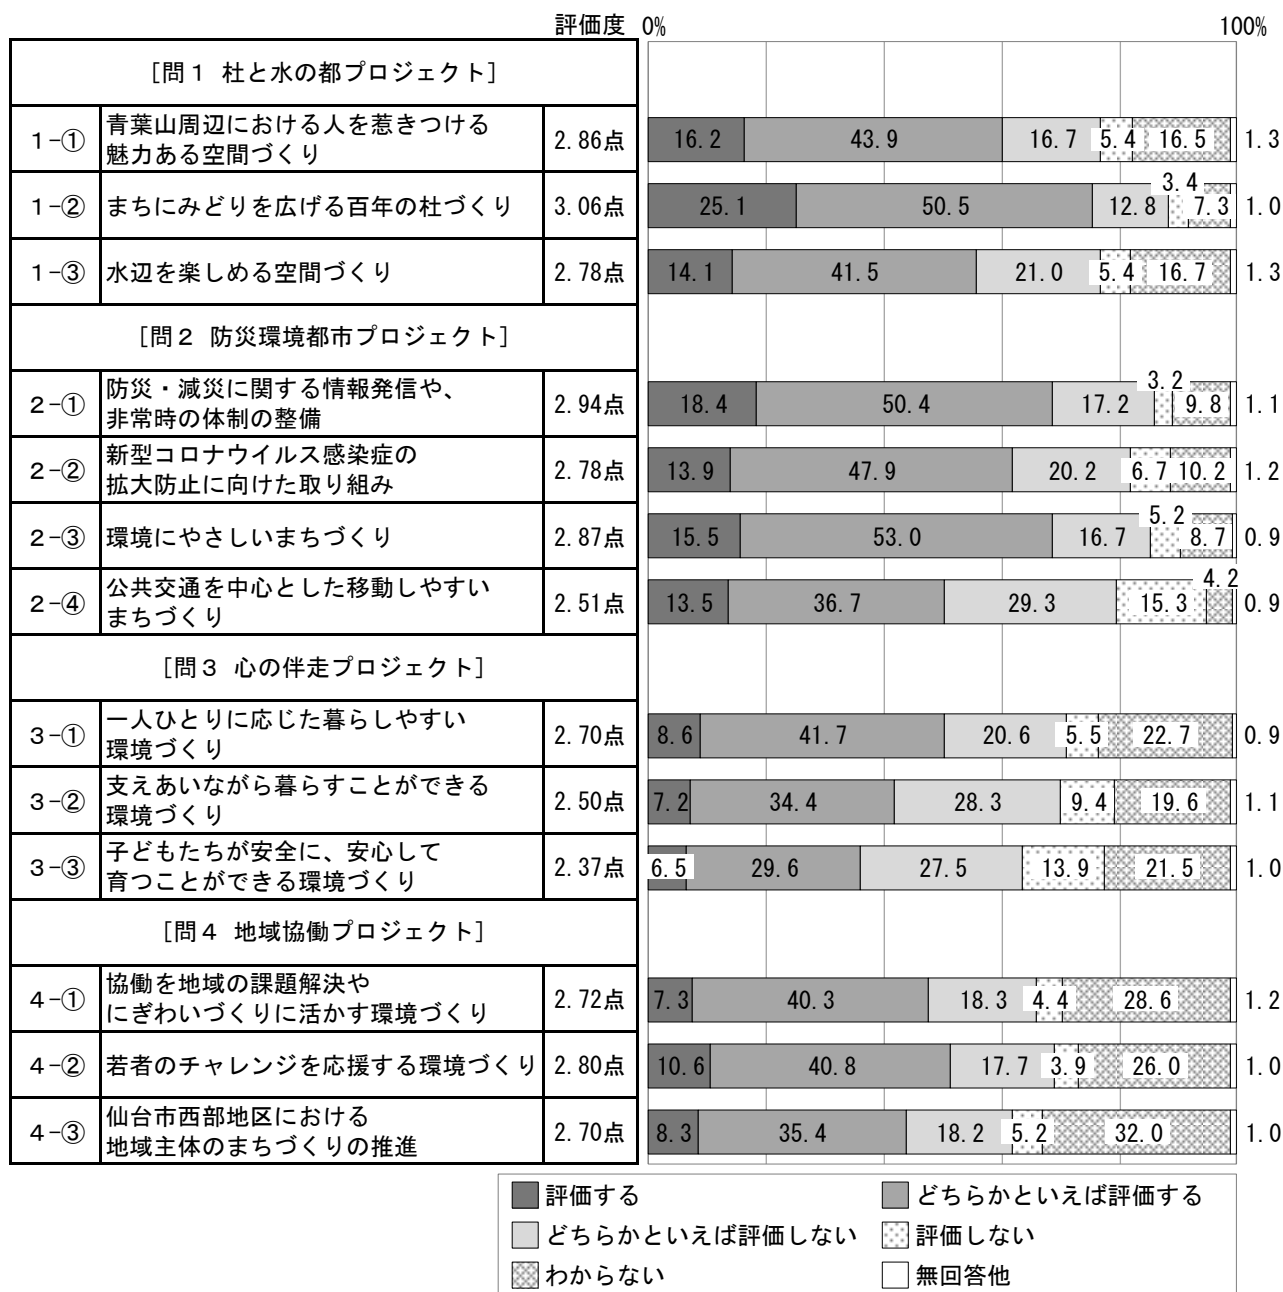 評価度 0% 100%
[問１ 杜と水の都プロジェクト]
１-① 青葉山周辺における人を惹きつける
魅力ある空間づくり 2.86点 16.2 43.9 16.7 5.4 16.5 1.3
１-② まちにみどりを広げる百年の杜づくり 3.06点 25.1 50.5 12.8 3.4 7.3 1.0
１-③ 水辺を楽しめる空間づくり 2.78点 14.1 41.5 21.0 5.4 16.7 1.3
[問２ 防災環境都市プロジェクト]
２-① 防災・減災に関する情報発信や、
非常時の体制の整備 2.94点 18.4 50.4 17.2 3.2 9.8 1.1
２-② 新型コロナウイルス感染症の
拡大防止に向けた取り組み 2.78点 13.9 47.9 20.2 6.7 10.2 1.2
２-③ 環境にやさしいまちづくり 2.87点 15.5 53.0 16.7 5.2 8.7 0.9
２-④ 公共交通を中心とした移動しやすい
まちづくり 2.51点 13.5 36.7 29.3 15.3 4.2 0.9
[問３ 心の伴走プロジェクト]
３-① 一人ひとりに応じた暮らしやすい
環境づくり 2.70点 8.6 41.7 20.6 5.5 22.7 0.9
３-② 支えあいながら暮らすことができる
環境づくり 2.50点 7.2 34.4 28.3 9.4 19.6 1.1
３-③ 子どもたちが安全に、安心して
育つことができる環境づくり 2.37点 6.5 29.6 27.5 13.9 21.5 1.0
[問４ 地域協働プロジェクト]
４-① 協働を地域の課題解決や
にぎわいづくりに活かす環境づくり 2.72点 7.3 40.3 18.3 4.4 28.6 1.2
４-② 若者のチャレンジを応援する環境づくり 2.80点 10.6 40.8 17.7 3.9 26.0 1.0
４-③ 仙台市西部地区における
地域主体のまちづくりの推進 2.70点 8.3 35.4 18.2 5.2 32.0 1.0
評価する どちらかといえば評価する
どちらかといえば評価しない 評価しない
わからない 無回答他